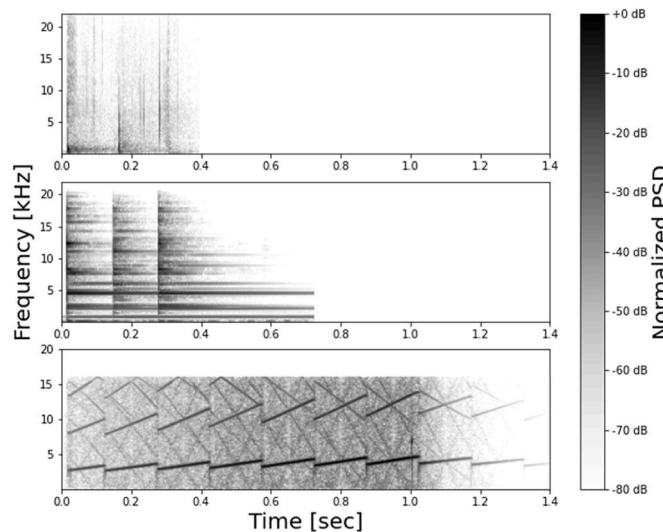 20
15
10
5
0.0 0.2 0.4 0.6 0.8 1.0 1.2 1.4
20
15
10
5
0.0 0.2 0.4 0.6 0.8 1.0 1.2 1.4
20
15
10
5
0.0 0.2 0.4 0.6 0.8 1.0 1.2 1.4
Frequency [kHz]
Time [sec]
+0 dB
-10 dB
-20 dB
-30 dB
-40 dB
-50 dB
-60 dB
-70 dB
-80 dB
Normalized PSD